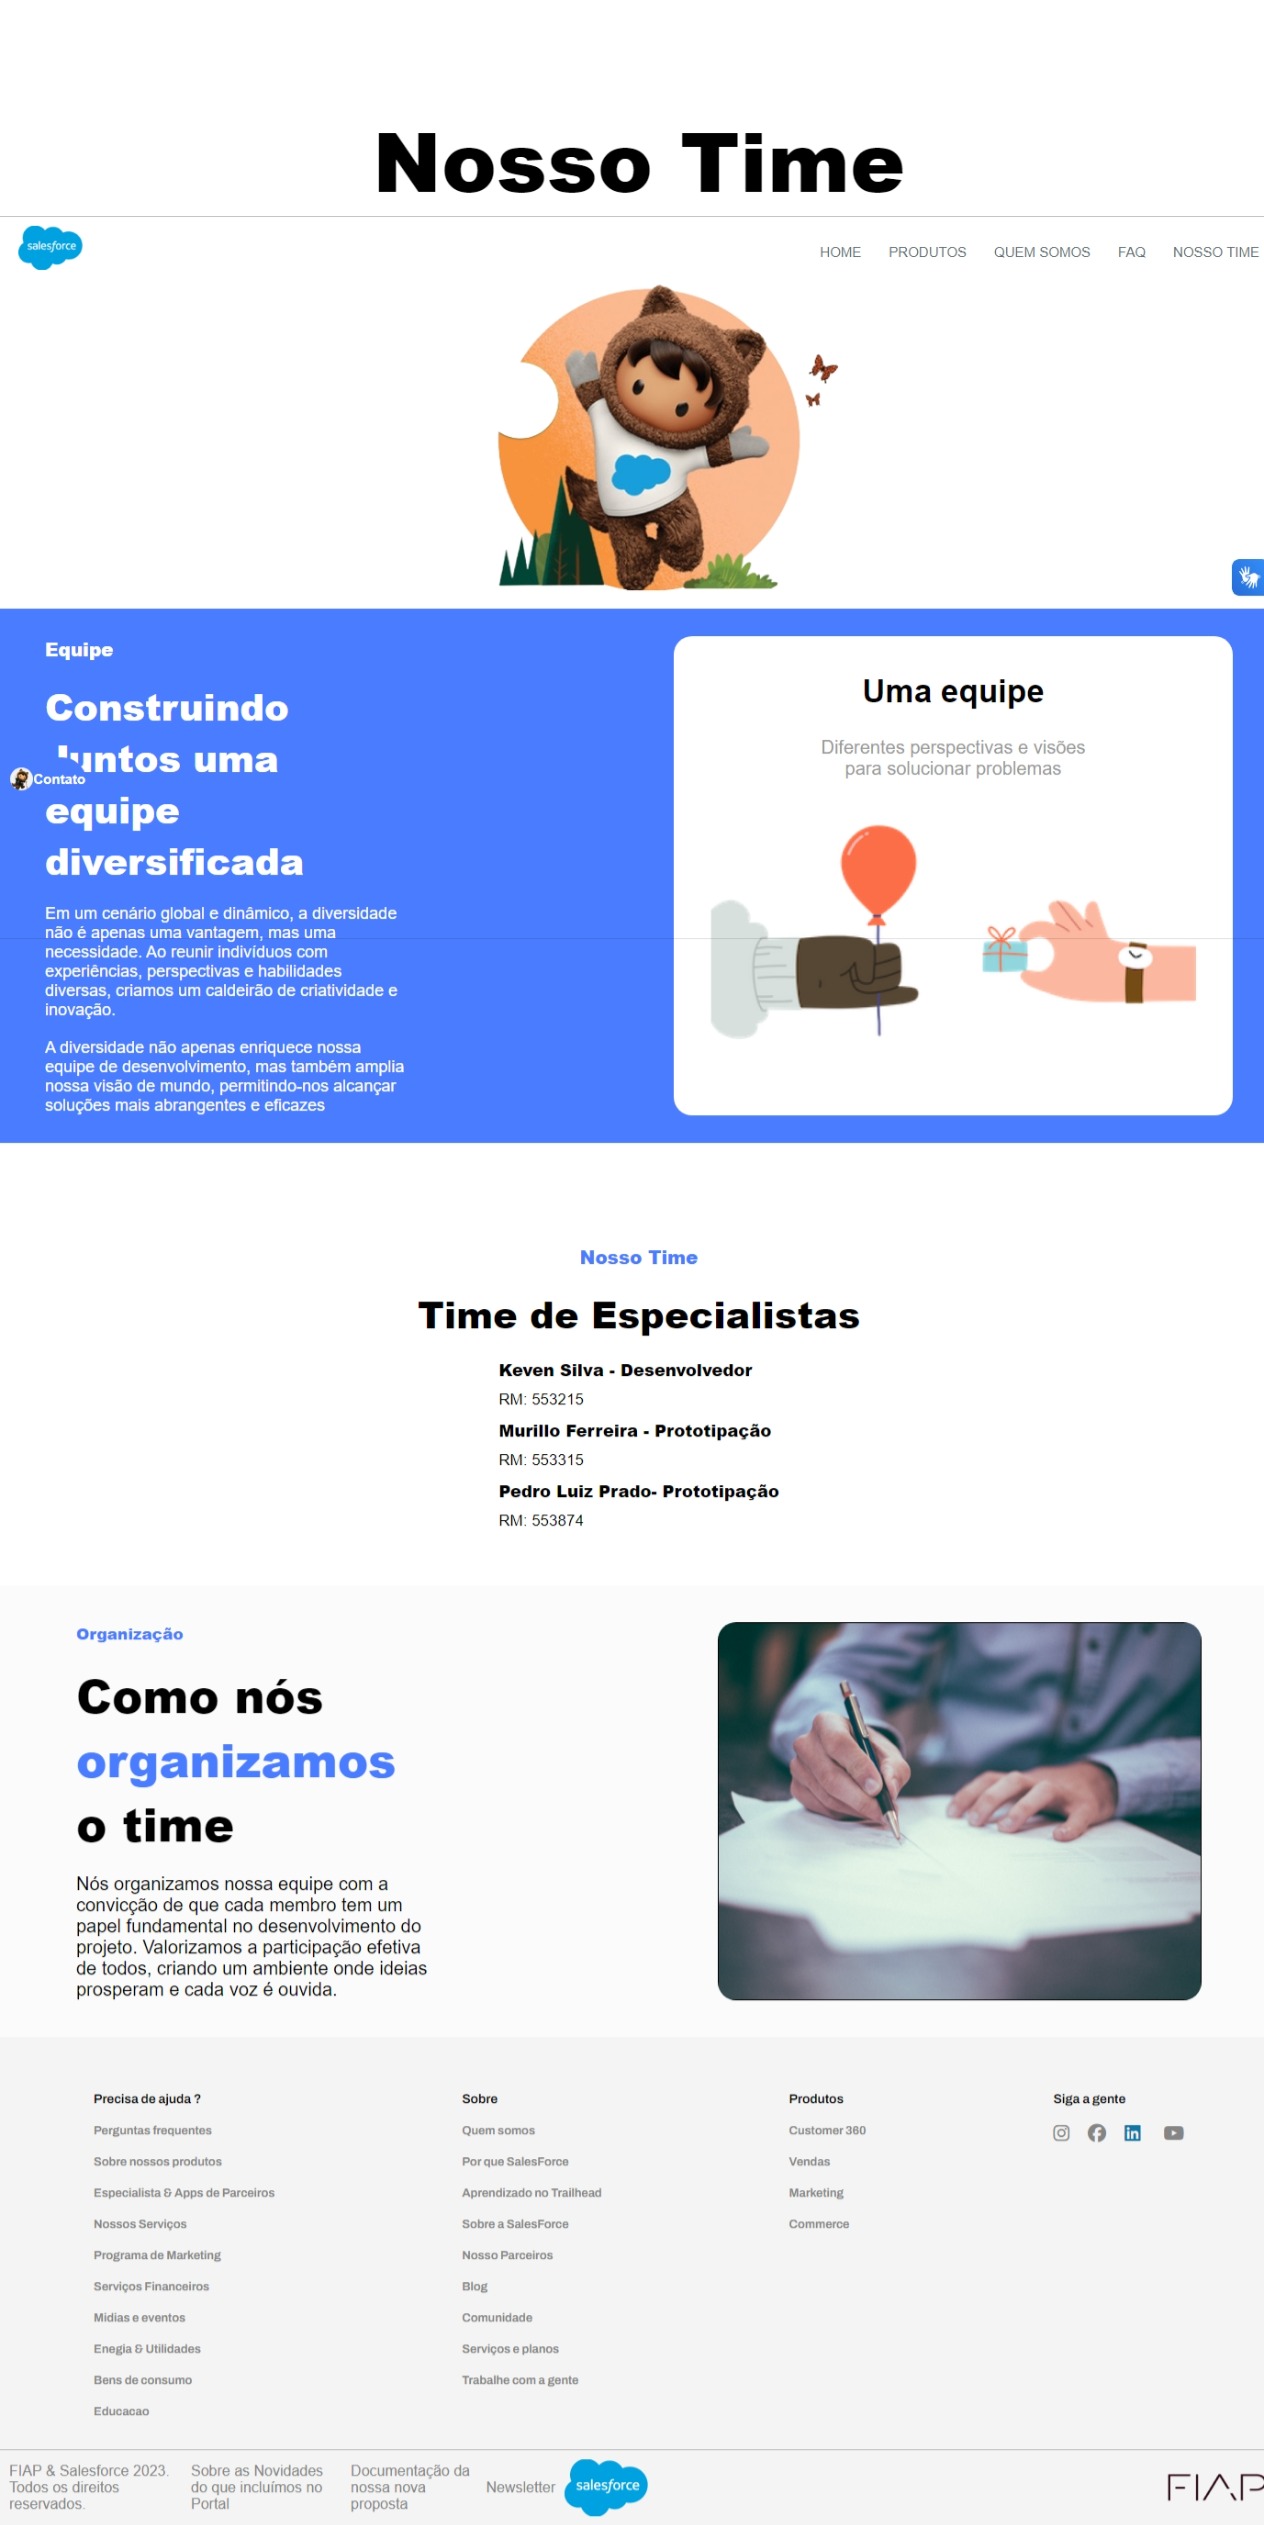 Nosso Time
salesforce
HOME PRODUTOS QUEM SOMOS FAQ NOSSO TIME
Equipe
Construindo
Juntos uma
equipe
diversificada
Contato
Em um cenário global e dinâmico, a diversidade
não é apenas uma vantagem, mas uma
necessidade. Ao reunir indivíduos com
experiências, perspectivas e habilidades
diversas, criamos um caldeirão de criatividade e
inovação.
A diversidade não apenas enriquece nossa
equipe de desenvolvimento, mas também amplia
nossa visão de mundo, permitindo-nos alcançar
soluções mais abrangentes e eficazes
Uma equipe
Diferentes perspectivas e visões
para solucionar problemas
Nosso Time
Time de Especialistas
Keven Silva - Desenvolvedor
RM: 553215
Murillo Ferreira - Prototipação
RM: 553315
Pedro Luiz Prado- Prototipação
RM: 553874
Organização
Como nós
organizamos
o time
Nós organizamos nossa equipe com a
convicção de que cada membro tem um
papel fundamental no desenvolvimento do
projeto. Valorizamos a participação efetiva
de todos, criando um ambiente onde ideias
prosperam e cada voz é ouvida.
Precisa de ajuda ?
Perguntas frequentes
Sobre nossos produtos
Especialista & Apps de Parceiros
Nossos Serviços
Programa de Marketing
Serviços Financeiros
Midias e eventos
Enegia & Utilidades
Bens de consumo
Educacao
Sobre
Quem somos
Por que SalesForce
Aprendizado no Trailhead
Sobre a SalesForce
Nosso Parceiros
Blog
Comunidade
Serviços e planos
Trabalhe com a gente
Produtos
Customer 360
Vendas
Marketing
Commerce
Siga a gente
FIAP & Salesforce 2023.
Todos os direitos
reservados.
Sobre as Novidades
do que incluímos no
Portal
Documentação da
nossa nova
proposta
Newsletter
salesforce
FIAP